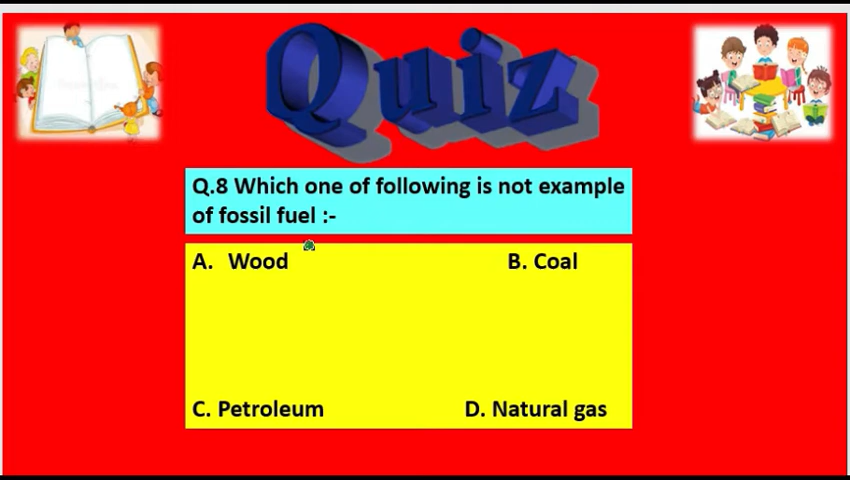 Quiz
Q.8 Which one of following is not example
of fossil fuel :-
A. Wood
B. Coal
C. Petroleum
D. Natural gas